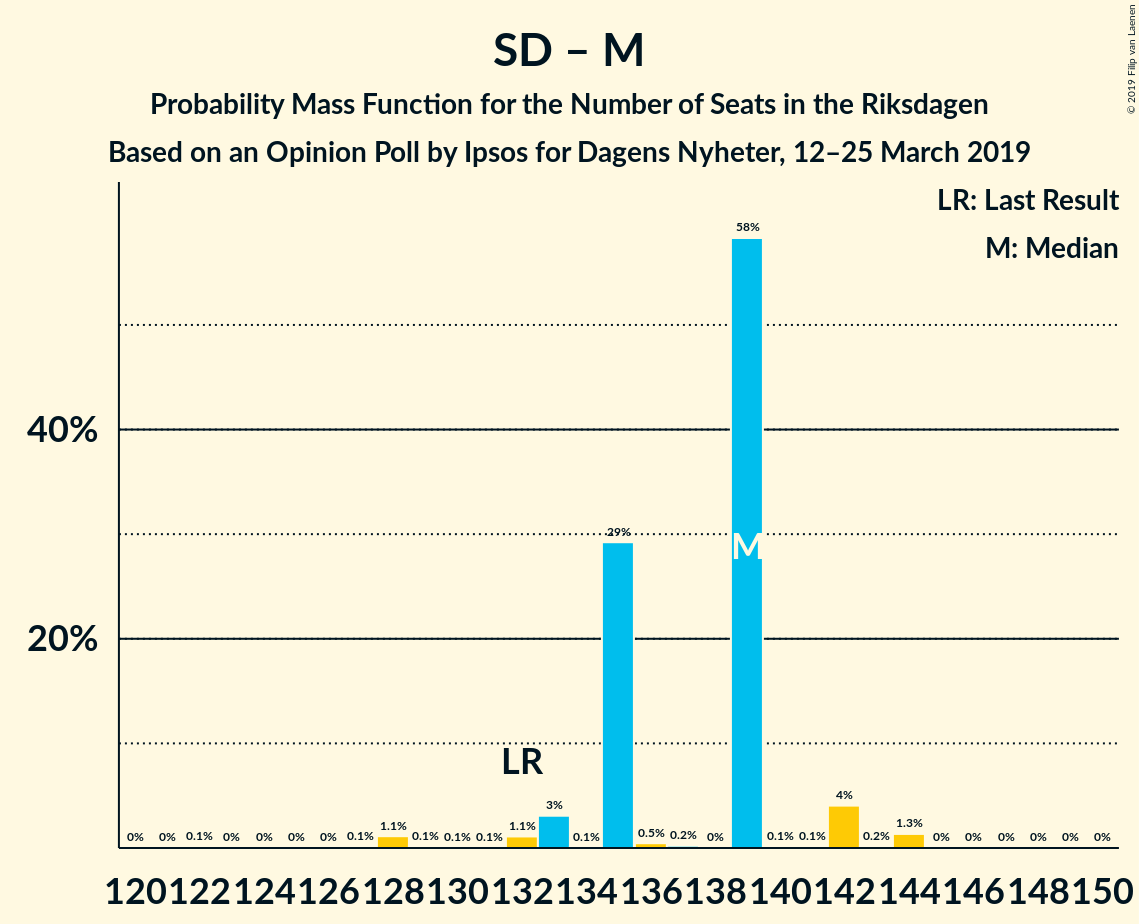 SD – M
Probability Mass Function for the Number of Seats in the Riksdagen
Based on an Opinion Poll by Ipsos for Dagens Nyheter, 12–25 March 2019
© 2019 Filip van Laenen
LR: Last Result
M: Median
58%
40%
29%
M
20%
LR
4%
3%
0% 0% 0.1% 0% 0% 0% 0% 0.1% 1.1% 0.1% 0.1% 0.1% 1.1% 0.1% 0.5% 0.2% 0% 0.1% 0.1% 0.2% 1.3% 0% 0% 0% 0% 0% 0%
120 122 124 126 128 130 132 134 136 138 140 142 144 146 148 150